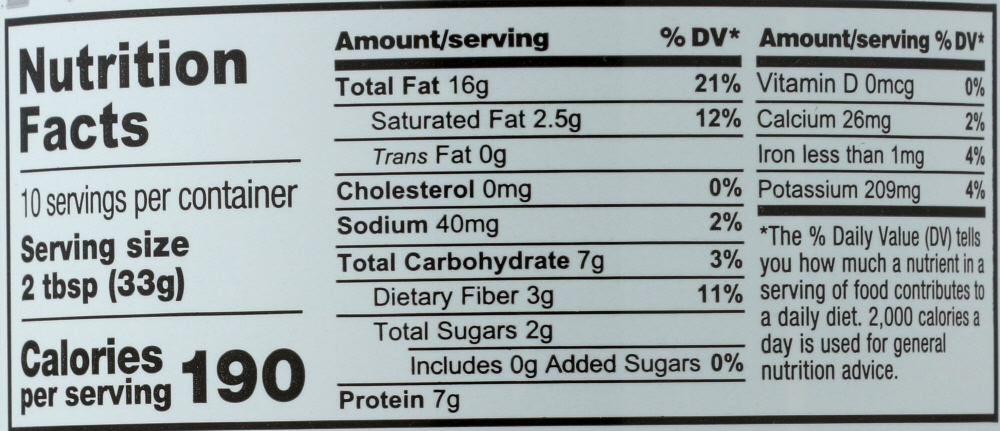 Nutrition
Facts
10 servings per container
Serving size
2 tbsp (33g)
Calories
per serving 190
Amount/serving % DV*
Total Fat 16g 21%
Saturated Fat 2.5g 12%
Trans Fat 0g
Cholesterol 0mg 0%
Sodium 40mg 2%
Total Carbohydrate 7g 3%
Dietary Fiber 3g 11%
Total Sugars 2g
Includes 0g Added Sugars 0%
Protein 7g
Amount/serving % DV*
Vitamin D 0mcg 0%
Calcium 26mg 2%
Iron less than 1mg 4%
Potassium 209mg 4%
*The % Daily Value (DV) tells
you how much a nutrient in a
serving of food contributes to
a daily diet. 2,000 calories a
day is used for general
nutrition advice.